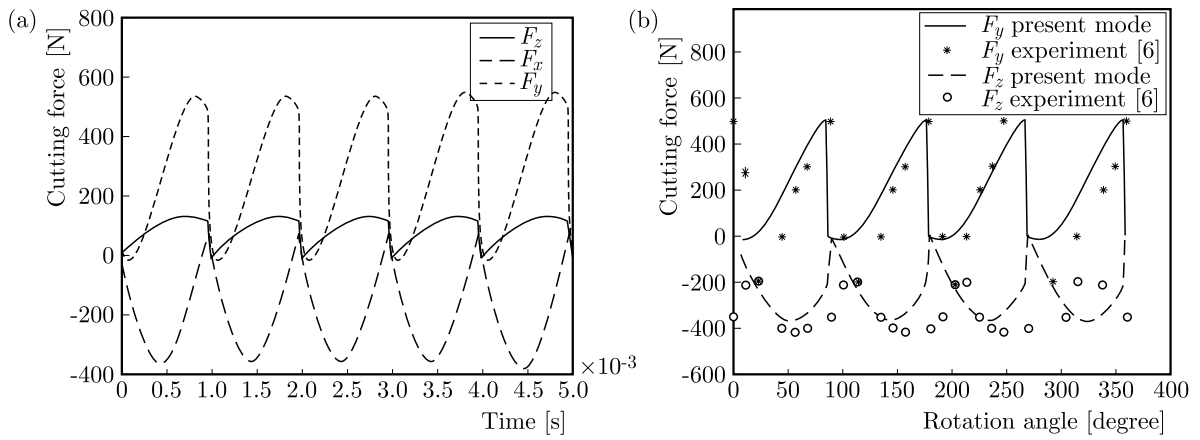 (a)
Cutting force [N]
800
600
400
200
0
-200
-400
F_z
F_x
F_y
0 0.5 1.0 1.5 2.0 2.5 3.0 3.5 4.0 4.5 5.0
×10-3
Time [s]
(b)
Cutting force [N]
800
600
400
200
0
-200
-400
-600
F_y present mode
F_y experiment [6]
F_z present mode
F_z experiment [6]
0 50 100 150 200 250 300 350 400
Rotation angle [degree]